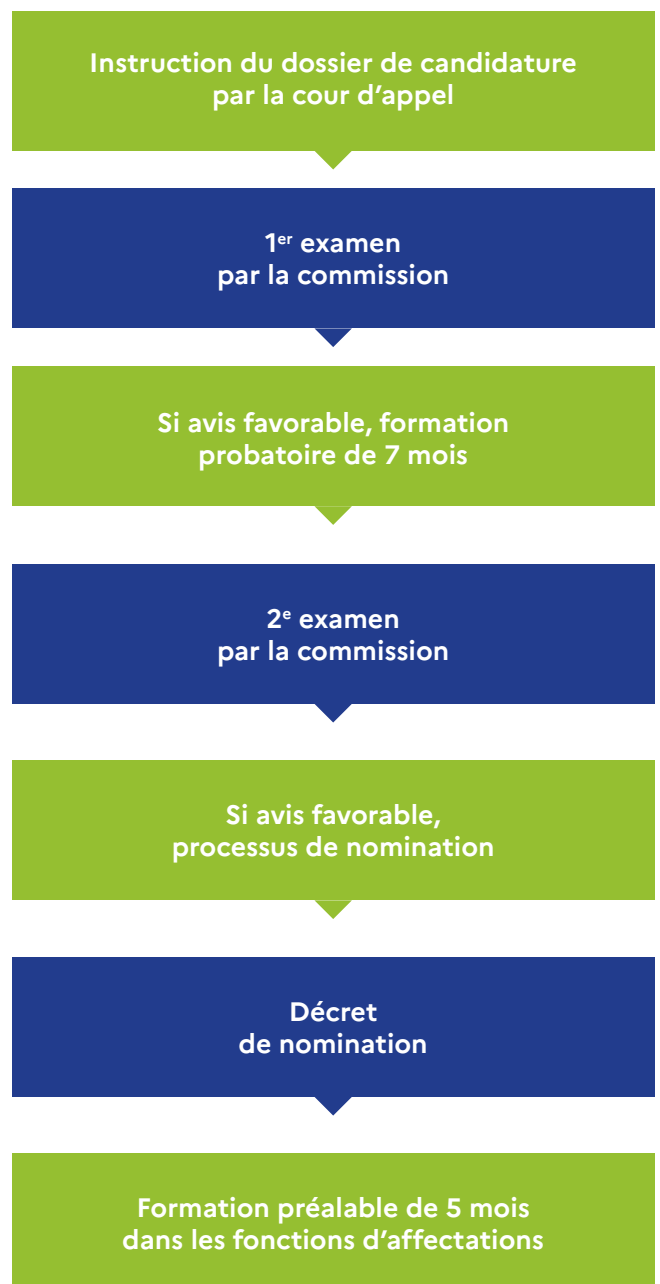 Instruction du dossier de candidature
par la cour d’appel
1er examen
par la commission
Si avis favorable, formation
probatoire de 7 mois
2e examen
par la commission
Si avis favorable,
processus de nomination
Décret
de nomination
Formation préalable de 5 mois
dans les fonctions d’affectations